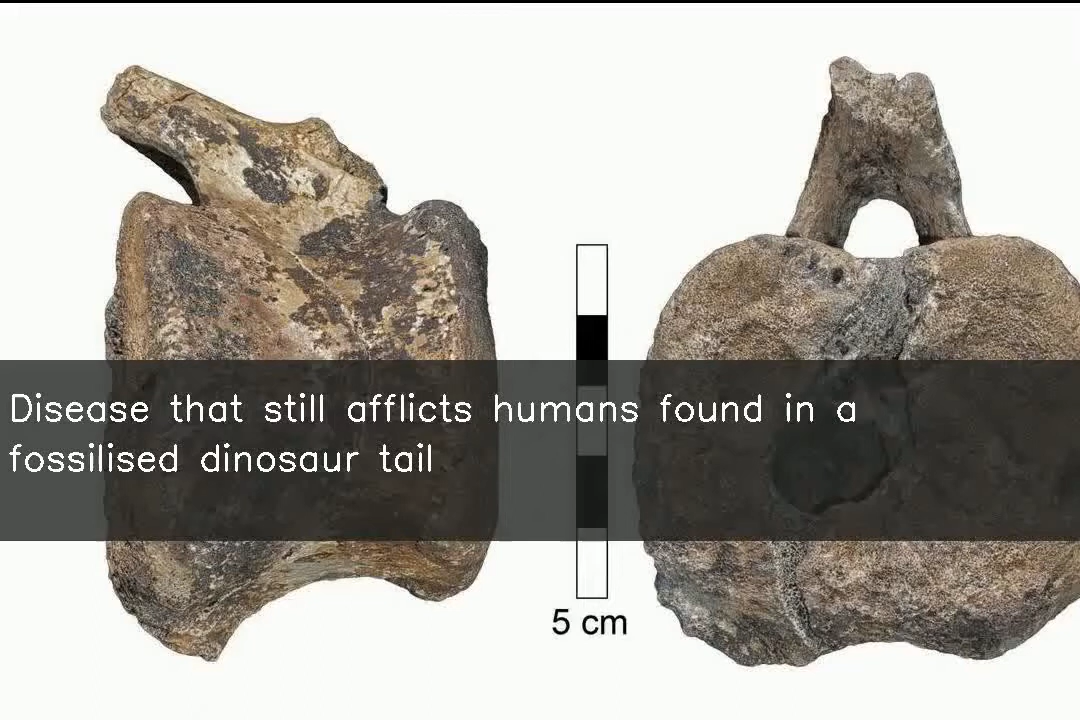 Disease that still afflicts humans found in a
fossilised dinosaur tail
5 cm